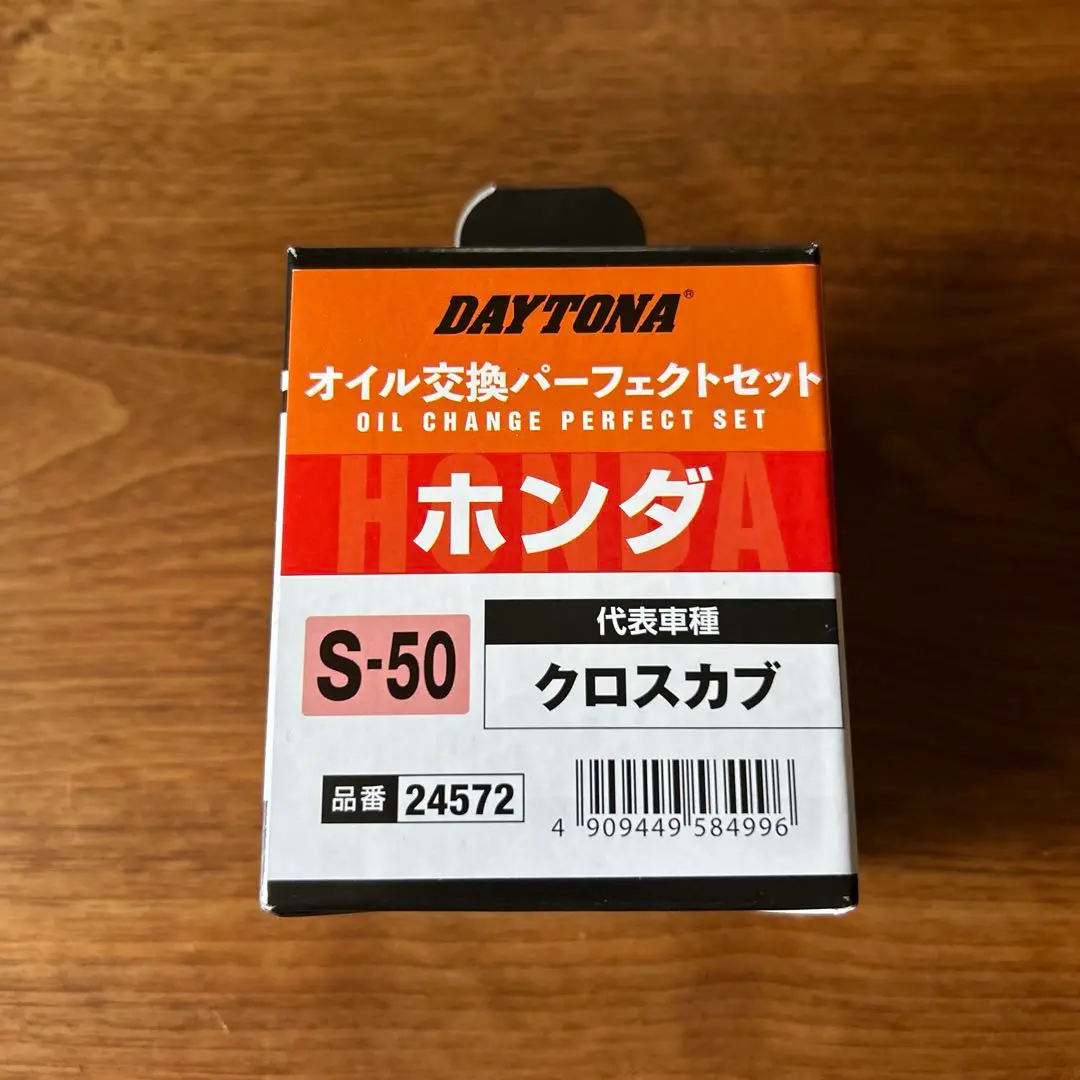 DAYTONA®
オイル交換パーフェクトセット
OIL CHANGE PERFECT SET
HONDA
ホンダ
S-50
代表車種
クロスカブ
品番 24572
4 909449 584996